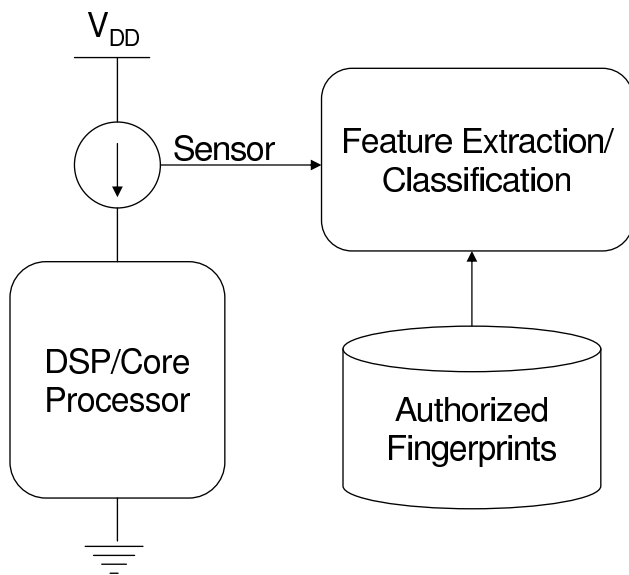 V_DD
Sensor
Feature Extraction/
Classification
DSP/Core
Processor
Authorized
Fingerprints